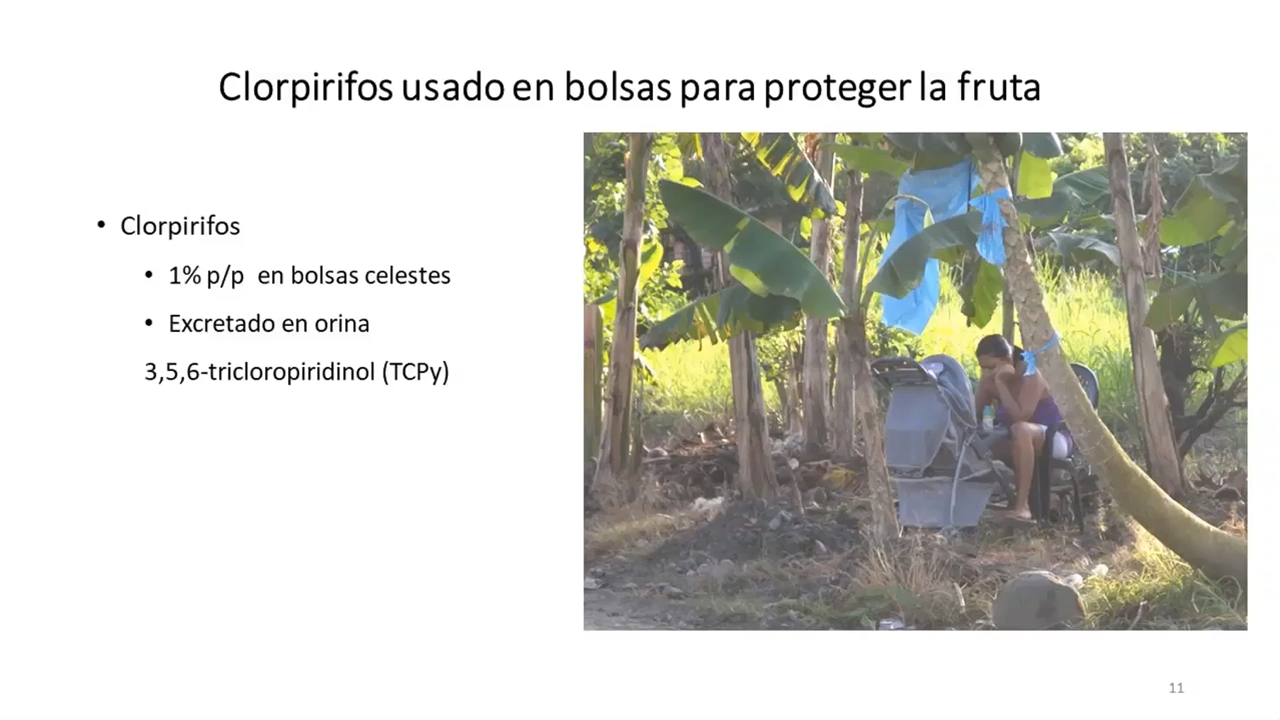 Clorpirifos usado en bolsas para proteger la fruta
• Clorpirifos
• 1% p/p en bolsas celestes
• Excretado en orina
3,5,6-tricloropiridinol (TCPy)
11